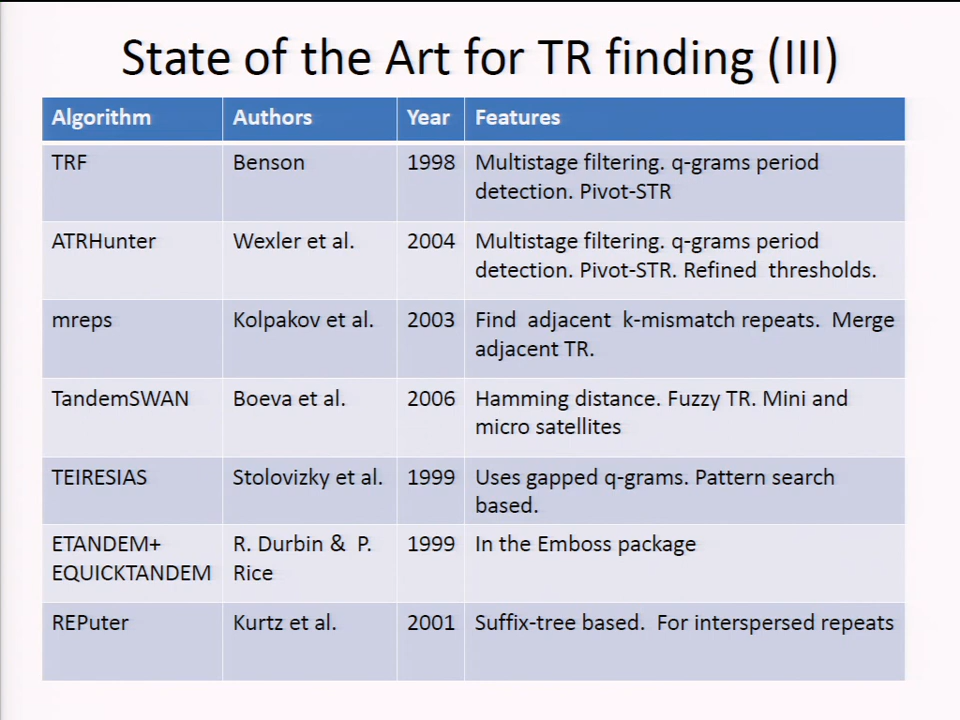 State of the Art for TR finding (III)
Algorithm Authors Year Features
TRF Benson 1998 Multistage filtering. q-grams period
detection. Pivot-STR
ATRHunter Wexler et al. 2004 Multistage filtering. q-grams period
detection. Pivot-STR. Refined thresholds.
mreps Kolpakov et al. 2003 Find adjacent k-mismatch repeats. Merge
adjacent TR.
TandemSWAN Boeva et al. 2006 Hamming distance. Fuzzy TR. Mini and
micro satellites
TEIRESIAS Stolovizky et al. 1999 Uses gapped q-grams. Pattern search
based.
ETANDEM+ R. Durbin & P. 1999 In the Emboss package
EQUICKTANDEM Rice
REPuter Kurtz et al. 2001 Suffix-tree based. For interspersed repeats